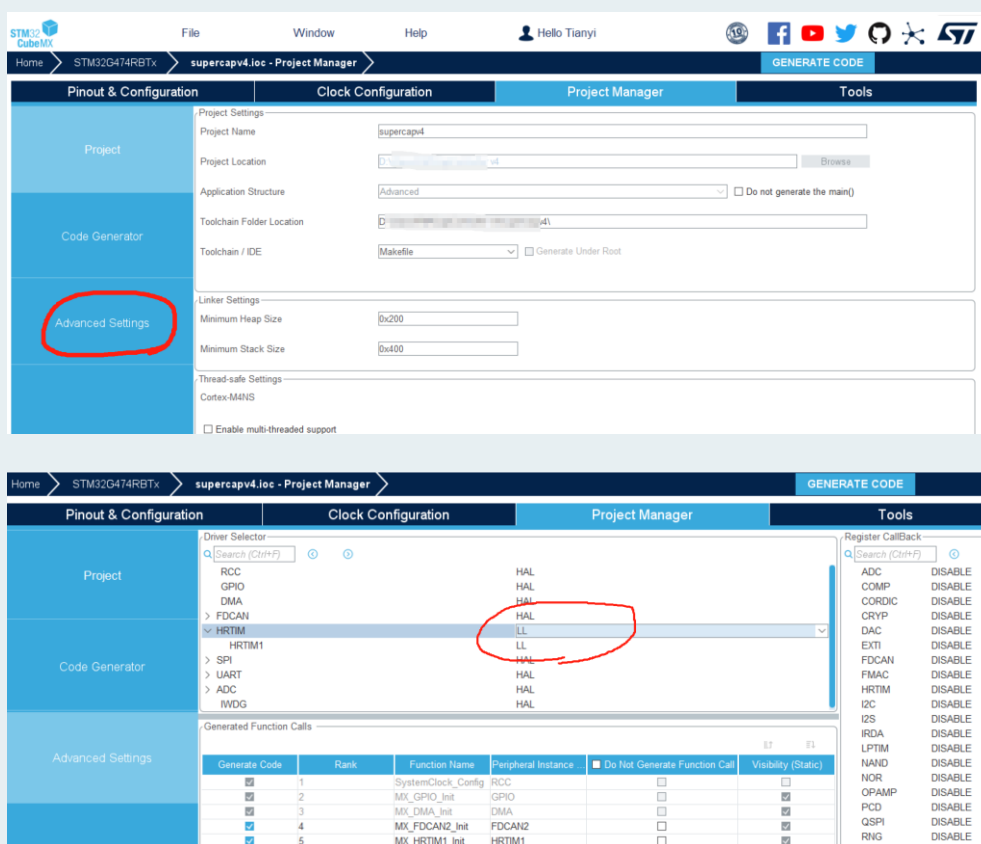 STM32 CubeMX
File Window Help Hello Tianyi
Home STM32G474RBTx supercapv4.ioc - Project Manager GENERATE CODE
Pinout & Configuration Clock Configuration Project Manager Tools
Project
Code Generator
Advanced Settings
Project Settings
Project Name supercapv4
Project Location D:\ v4 Browse
Application Structure Advanced Do not generate the main()
Toolchain Folder Location D v4\
Toolchain / IDE Makefile Generate Under Root
Linker Settings
Minimum Heap Size 0x200
Minimum Stack Size 0x400
Thread-safe Settings
Cortex-M4NS
Enable multi-threaded support
Home STM32G474RBTx supercapv4.ioc - Project Manager GENERATE CODE
Pinout & Configuration Clock Configuration Project Manager Tools
Project
Code Generator
Advanced Settings
Driver Selector
Search (Ctrl+F)
RCC HAL
GPIO HAL
DMA HAL
FDCAN HAL
HRTIM LL
HRTIM1 LL
SPI HAL
UART HAL
ADC HAL
IWDG HAL
Generated Function Calls
Generate Code Rank Function Name Peripheral Instance ... Do Not Generate Function Call Visibility (Static)
1 SystemClock_Config RCC
2 MX_GPIO_Init GPIO
3 MX_DMA_Init DMA
4 MX_FDCAN2_Init FDCAN2
5 MX_HRTIM1_Init HRTIM1
Register CallBack
Search (Ctrl+F)
ADC DISABLE
COMP DISABLE
CORDIC DISABLE
CRYP DISABLE
DAC DISABLE
EXTI DISABLE
FDCAN DISABLE
FMAC DISABLE
HRTIM DISABLE
I2C DISABLE
I2S DISABLE
IRDA DISABLE
LPTIM DISABLE
NAND DISABLE
NOR DISABLE
OPAMP DISABLE
PCD DISABLE
QSPI DISABLE
RNG DISABLE